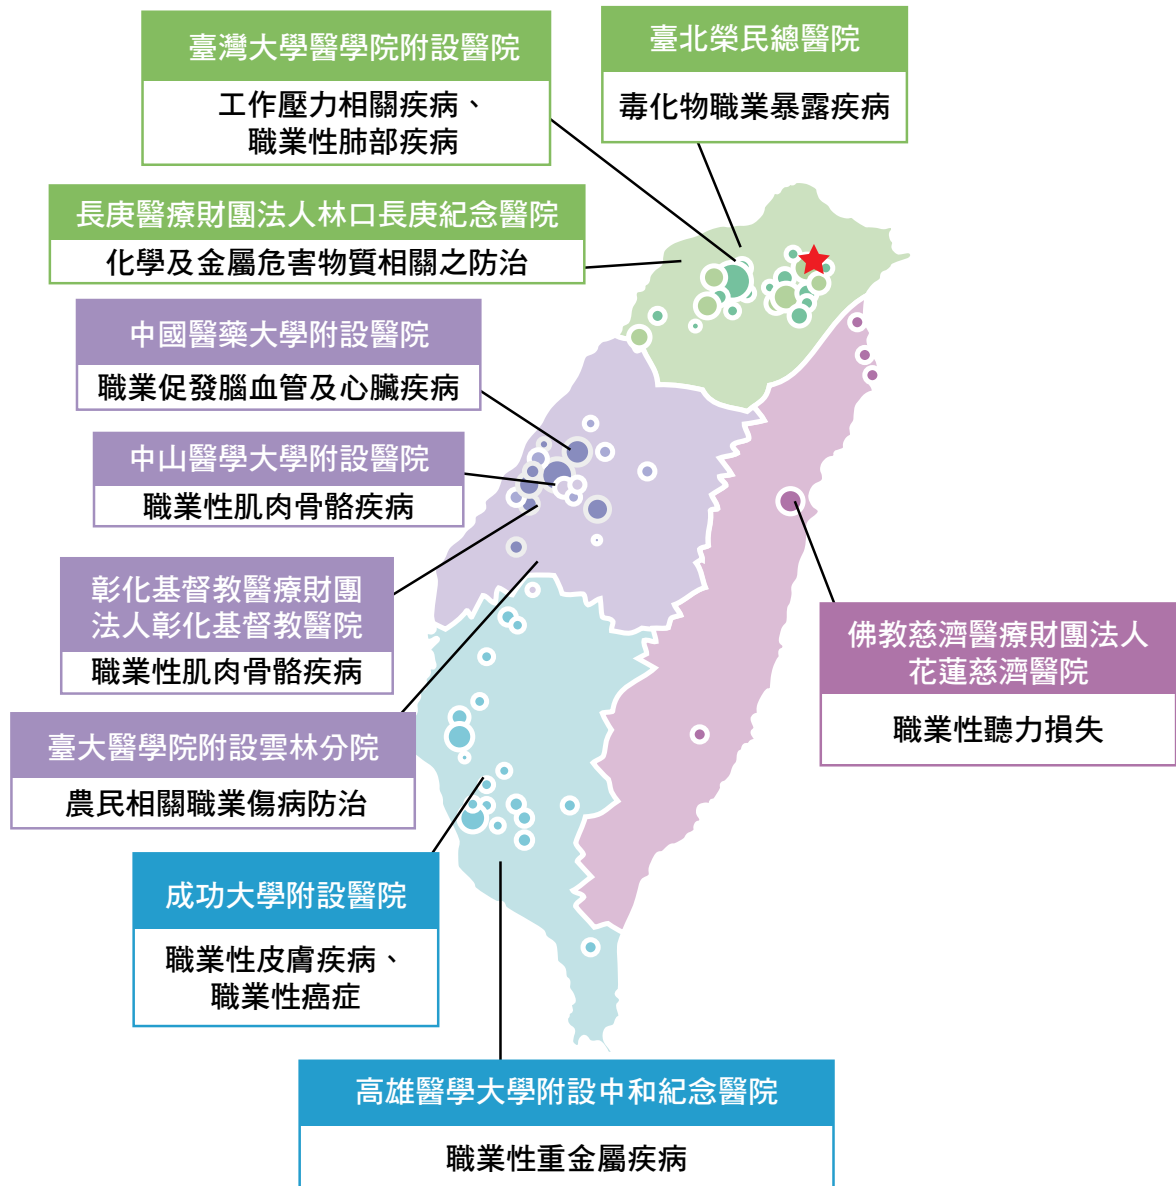 臺灣大學醫學院附設醫院
工作壓力相關疾病、
職業性肺部疾病
臺北榮民總醫院
毒化物職業暴露疾病
長庚醫療財團法人林口長庚紀念醫院
化學及金屬危害物質相關之防治
中國醫藥大學附設醫院
職業促發腦血管及心臟疾病
中山醫學大學附設醫院
職業性肌肉骨骼疾病
彰化基督教醫療財團
法人彰化基督教醫院
職業性肌肉骨骼疾病
佛教慈濟醫療財團法人
花蓮慈濟醫院
職業性聽力損失
臺大醫學院附設雲林分院
農民相關職業傷病防治
成功大學附設醫院
職業性皮膚疾病、
職業性癌症
高雄醫學大學附設中和紀念醫院
職業性重金屬疾病